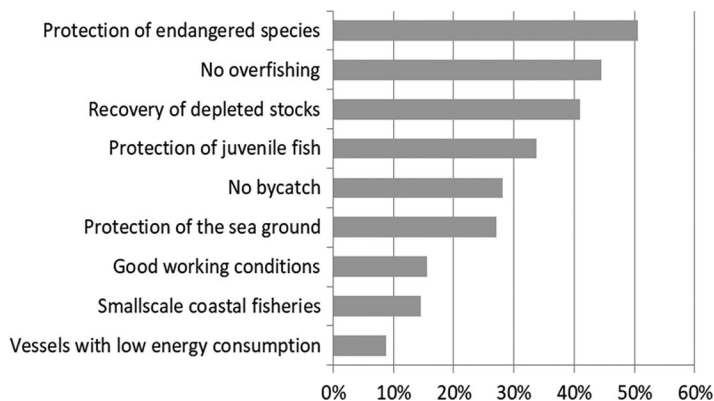 Protection of endangered species
No overfishing
Recovery of depleted stocks
Protection of juvenile fish
No bycatch
Protection of the sea ground
Good working conditions
Smallscale coastal fisheries
Vessels with low energy consumption
0% 10% 20% 30% 40% 50% 60%